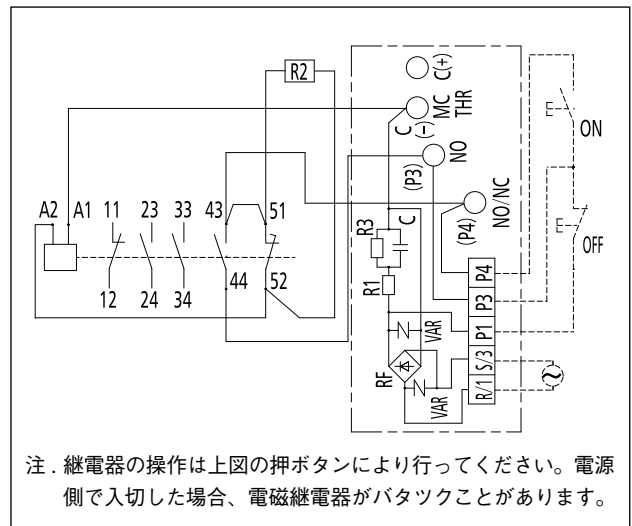 R2
C(+)
MC
THR
C
(-)
NO
(P3)
NO/NC
(P4)
ON
OFF
A2 A1 11 23 33 43 51
12 24 34 44 52
R3
C
R1
VAR
RF
VAR
P4
P3
P1
S/3
R/1
注．継電器の操作は上図の押ボタンにより行ってください。電源
側で入切した場合、電磁継電器がバタツクことがあります。